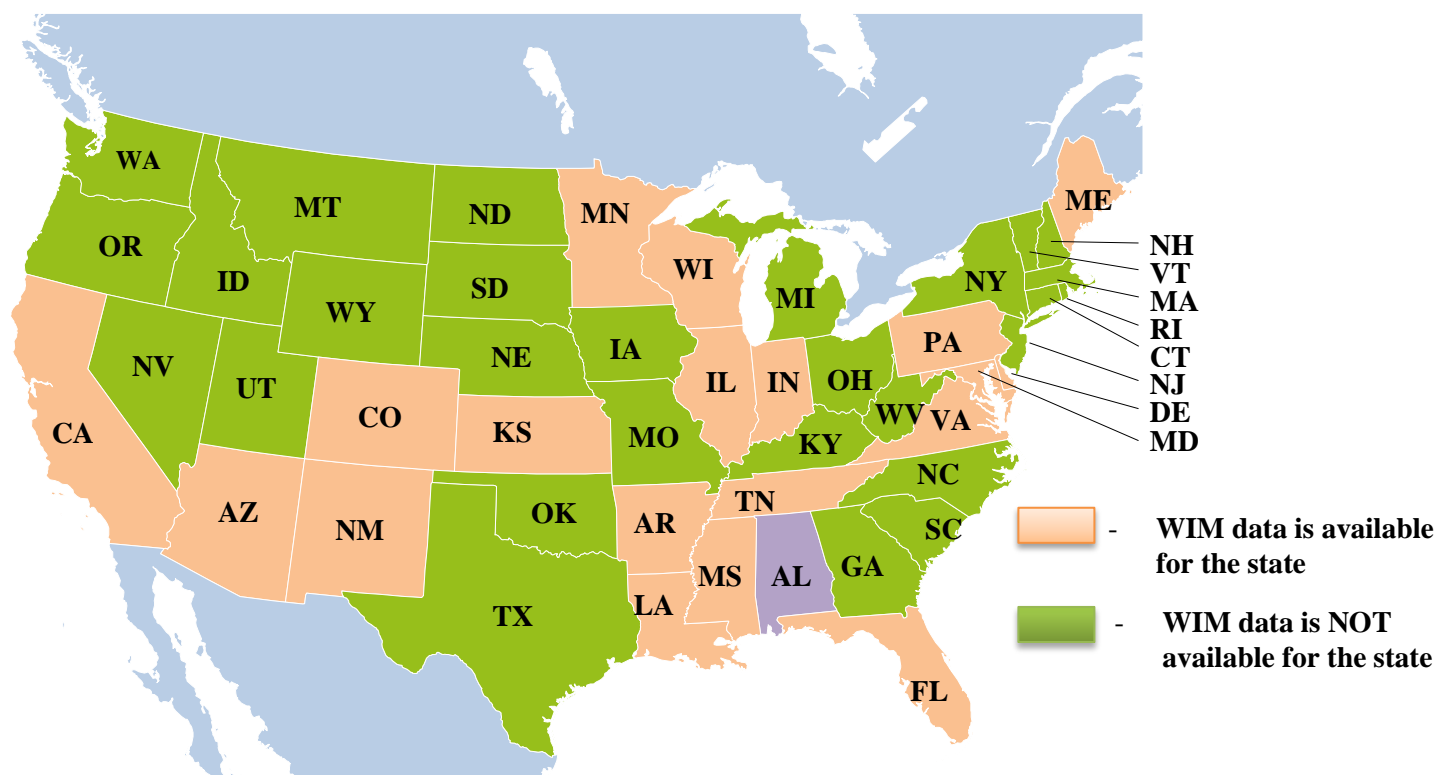 WA
MT
ND
MN
ME
OR
ID
WY
SD
WI
MI
NY
NH
VT
MA
RI
CT
NJ
DE
MD
NV
UT
NE
IA
PA
CA
CO
KS
MO
IL
IN
OH
WV
VA
KY
AZ
NM
OK
AR
TN
NC
SC
TX
LA
MS
AL
GA
FL
- WIM data is available
for the state
- WIM data is NOT
available for the state